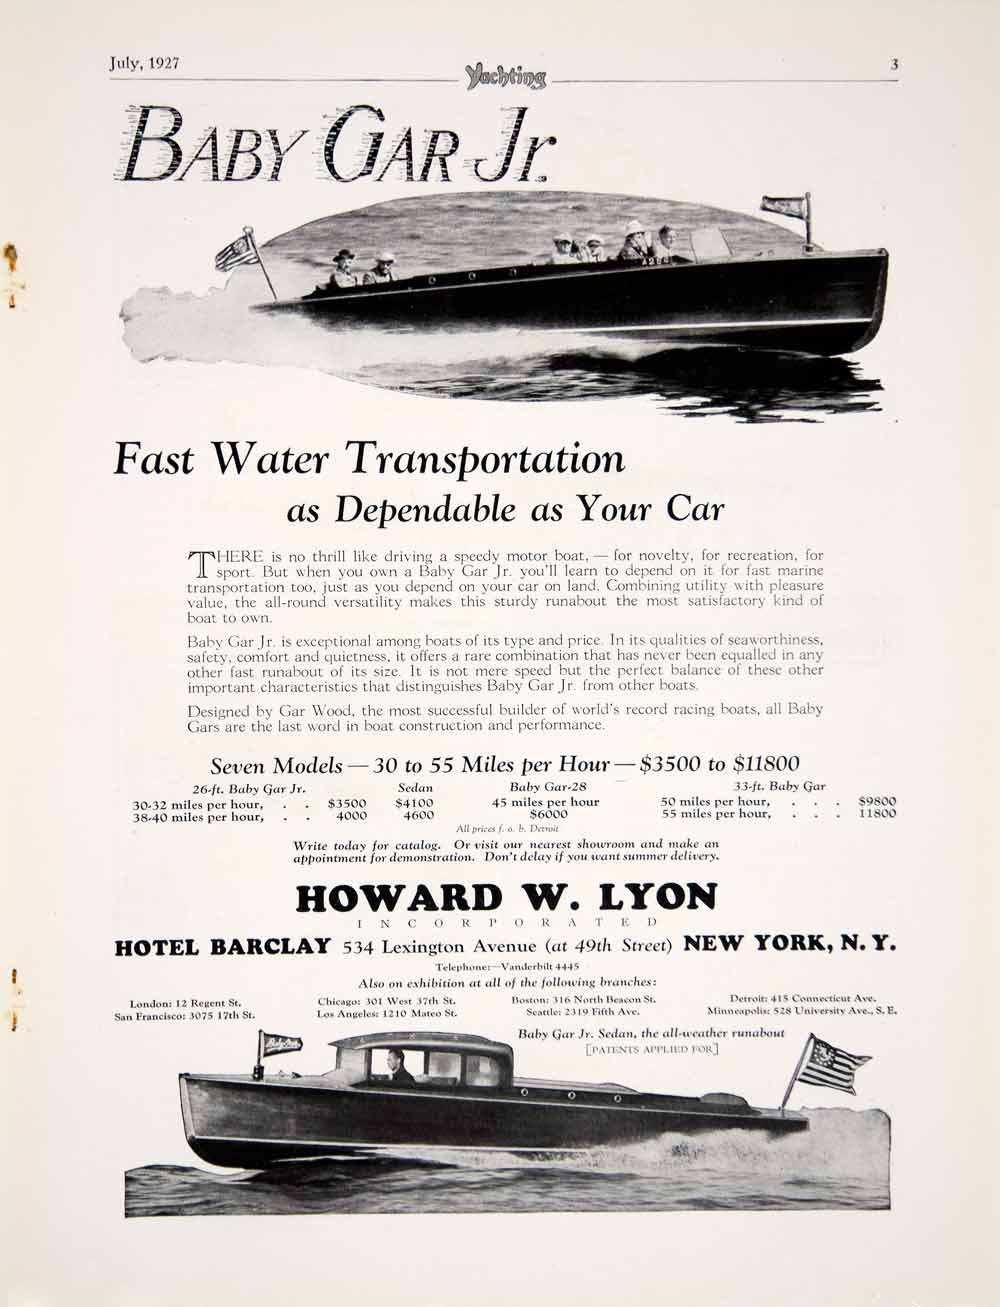 July, 1927
Yachting
3
BABY GAR Jr.
Fast Water Transportation
as Dependable as Your Car
THERE is no thrill like driving a speedy motor boat, — for novelty, for recreation, for
sport. But when you own a Baby Gar Jr. you'll learn to depend on it for fast marine
transportation too, just as you depend on your car on land. Combining utility with pleasure
value, the all-round versatility makes this sturdy runabout the most satisfactory kind of
boat to own.
Baby Gar Jr. is exceptional among boats of its type and price. In its qualities of seaworthiness,
safety, comfort and quietness, it offers a rare combination that has never been equalled in any
other fast runabout of its size. It is not mere speed but the perfect balance of these other
important characteristics that distinguishes Baby Gar Jr. from other boats.
Designed by Gar Wood, the most successful builder of world's record racing boats, all Baby
Gars are the last word in boat construction and performance.
Seven Models — 30 to 55 Miles per Hour — $3500 to $11800
26-ft. Baby Gar Jr. Sedan Baby Gar-28 33-ft. Baby Gar
30-32 miles per hour, . . $3500 $4100 45 miles per hour 50 miles per hour, . . . $9800
38-40 miles per hour, . . 4000 4600 $6000 55 miles per hour, . . . 11800
All prices f. o. b. Detroit
Write today for catalog. Or visit our nearest showroom and make an
appointment for demonstration. Don't delay if you want summer delivery.
HOWARD W. LYON
INCORPORATED
HOTEL BARCLAY 534 Lexington Avenue (at 49th Street) NEW YORK, N. Y.
Telephone:—Vanderbilt 4445
Also on exhibition at all of the following branches:
London: 12 Regent St. Chicago: 301 West 37th St. Boston: 316 North Beacon St. Detroit: 415 Connecticut Ave.
San Francisco: 3075 17th St. Los Angeles: 1210 Mateo St. Seattle: 2319 Fifth Ave. Minneapolis: 528 University Ave., S. E.
Baby Gar Jr. Sedan, the all-weather runabout
[PATENTS APPLIED FOR]